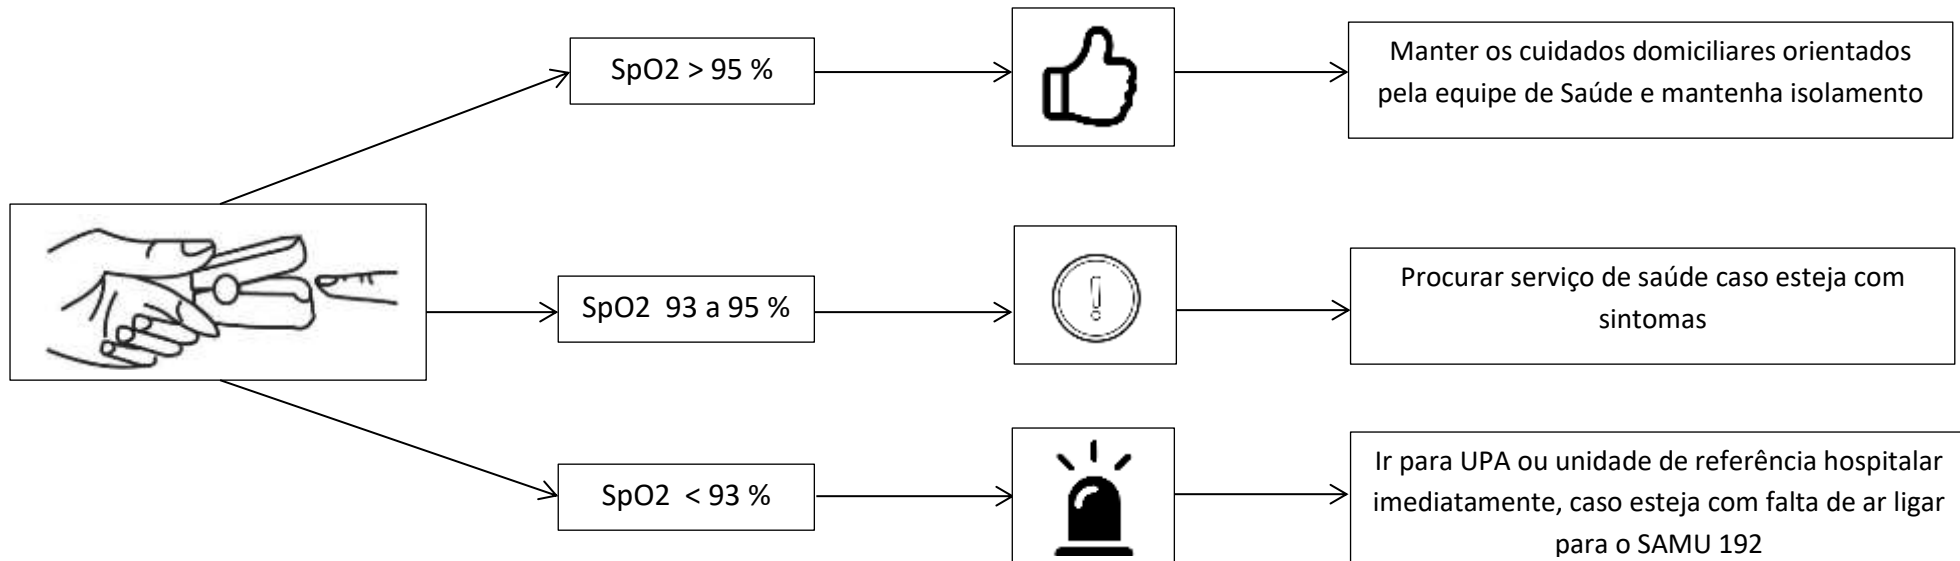 SpO2 > 95 %
Manter os cuidados domiciliares orientados
pela equipe de Saúde e mantenha isolamento
SpO2  93 a 95 %
Procurar serviço de saúde caso esteja com
sintomas
SpO2  < 93 %
Ir para UPA ou unidade de referência hospitalar
imediatamente, caso esteja com falta de ar ligar
para o SAMU 192